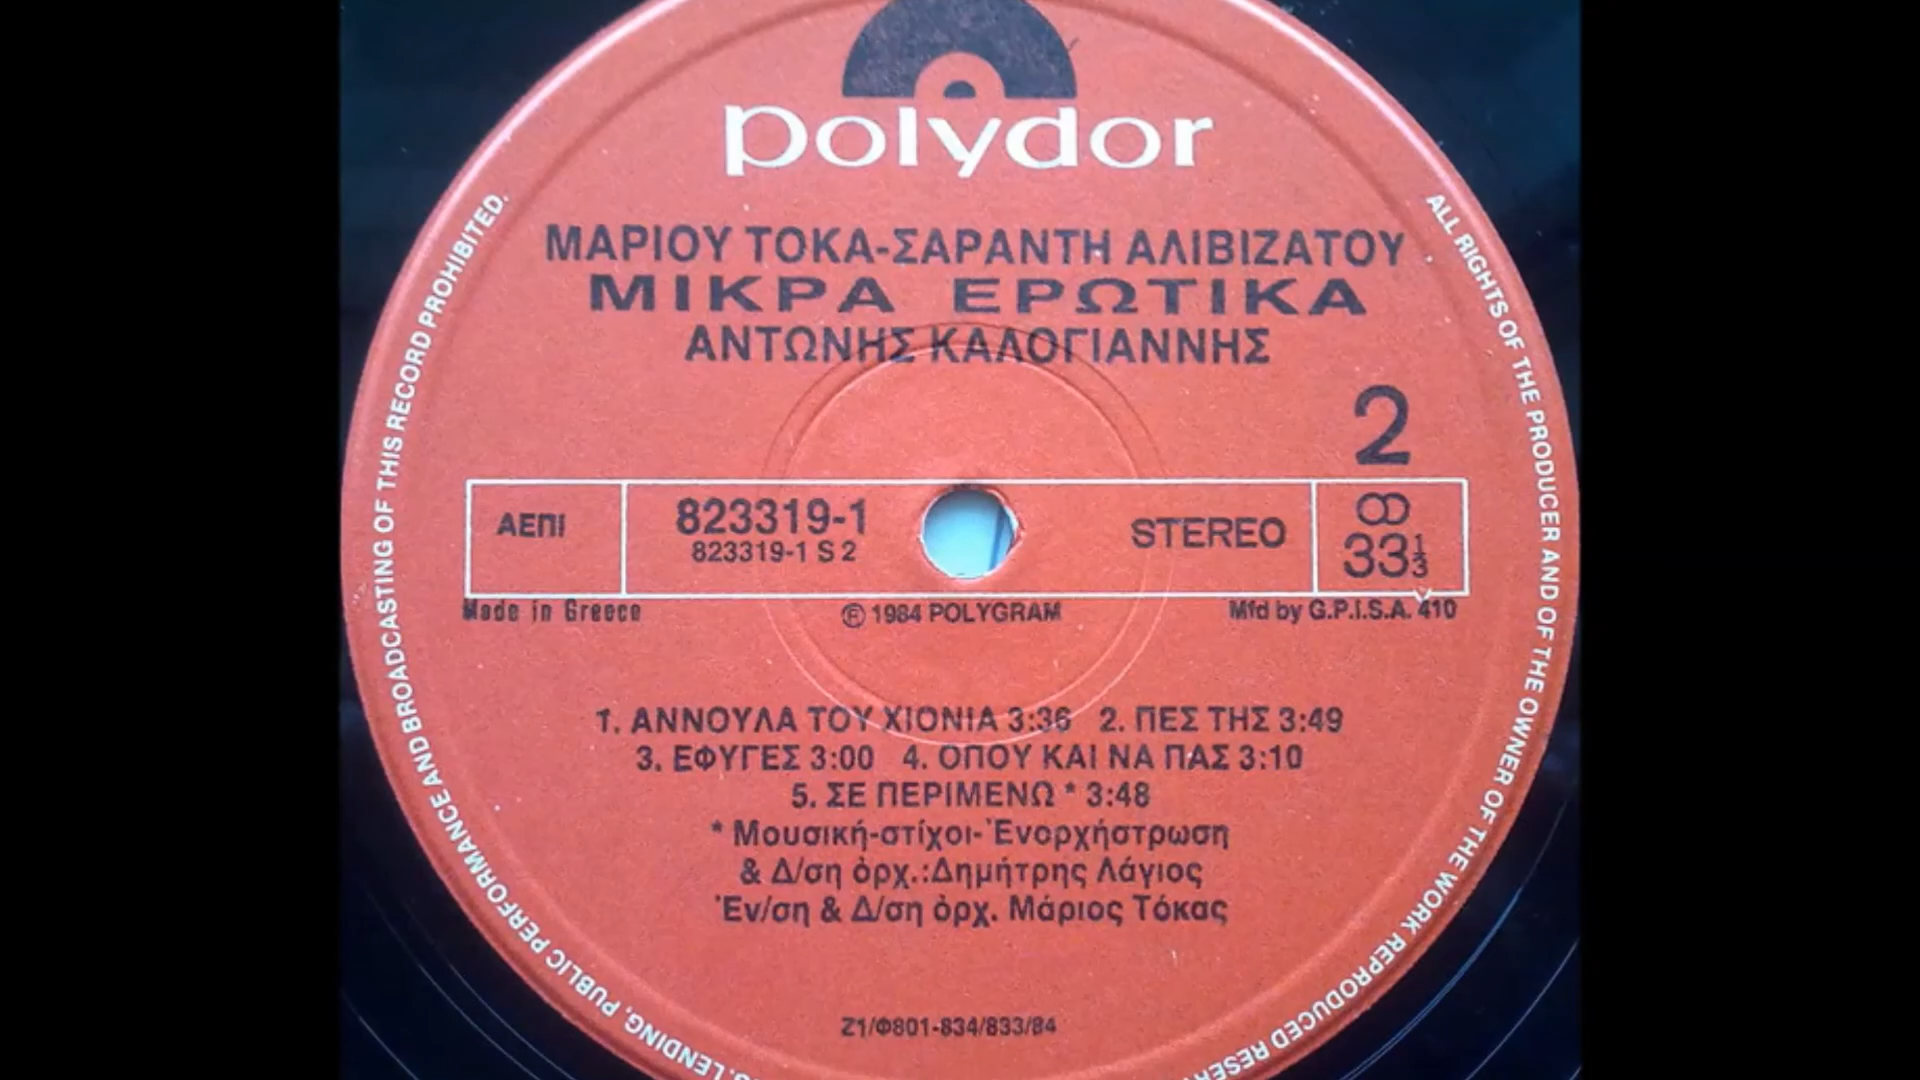 polydor
ΜΑΡΙΟΥ ΤΟΚΑ-ΣΑΡΑΝΤΗ ΑΛΙΒΙΖΑΤΟΥ
ΜΙΚΡΑ ΕΡΩΤΙΚΑ
ΑΝΤΩΝΗΣ ΚΑΛΟΓΙΑΝΝΗΣ
2
ΑΕΠΙ
823319-1
823319-1 S 2
STEREO
33 1/3
Made in Greece
℗ 1984 POLYGRAM
Mfd by G.P.I.S.A. 410
1. ΑΝΝΟΥΛΑ ΤΟΥ ΧΙΟΝΙΑ 3:36 2. ΠΕΣ ΤΗΣ 3:49
3. ΕΦΥΓΕΣ 3:00 4. ΟΠΟΥ ΚΑΙ ΝΑ ΠΑΣ 3:10
5. ΣΕ ΠΕΡΙΜΕΝΩ * 3:48
* Μουσική-στίχοι-Ἐνορχήστρωση
& Δ/ση ὀρχ.:Δημήτρης Λάγιος
Ἐν/ση & Δ/ση ὀρχ. Μάριος Τόκας
Z1/Φ801-834/833/84
ALL RIGHTS OF THE PRODUCER AND OF THE OWNER OF THE WORK REPRODUCED
LENDING, PUBLIC PERFORMANCE AND BROADCASTING OF THIS RECORD PROHIBITED.